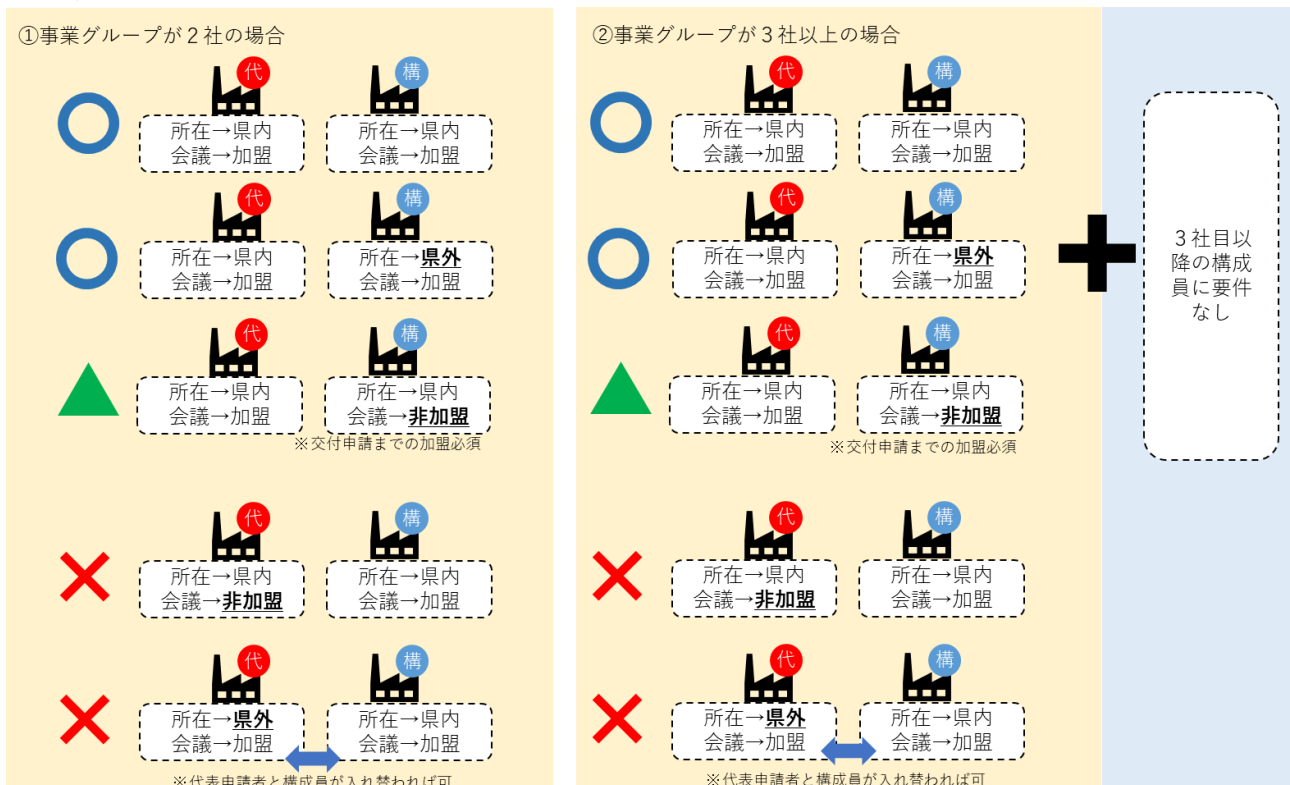 ①事業グループが２社の場合
代
構
所在→県内
会議→加盟
所在→県内
会議→加盟
代
構
所在→県内
会議→加盟
所在→県外
会議→加盟
代
構
所在→県内
会議→加盟
所在→県内
会議→非加盟
※交付申請までの加盟必須
代
構
所在→県内
会議→非加盟
所在→県内
会議→加盟
代
構
所在→県外
会議→加盟
所在→県内
会議→加盟
※代表申請者と構成員が入れ替われば可
②事業グループが３社以上の場合
代
構
所在→県内
会議→加盟
所在→県内
会議→加盟
代
構
所在→県内
会議→加盟
所在→県外
会議→加盟
代
構
所在→県内
会議→加盟
所在→県内
会議→非加盟
※交付申請までの加盟必須
代
構
所在→県内
会議→非加盟
所在→県内
会議→加盟
代
構
所在→県外
会議→加盟
所在→県内
会議→加盟
※代表申請者と構成員が入れ替われば可
３社目以
降の構成
員に要件
なし